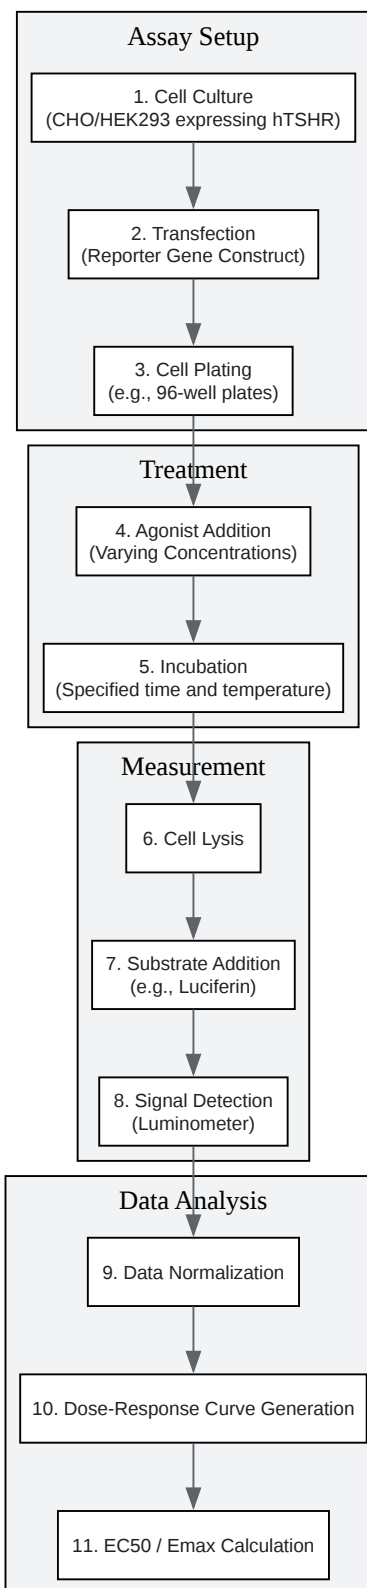 Assay Setup
1. Cell Culture
(CHO/HEK293 expressing hTSHR)
2. Transfection
(Reporter Gene Construct)
3. Cell Plating
(e.g., 96-well plates)
Treatment
4. Agonist Addition
(Varying Concentrations)
5. Incubation
(Specified time and temperature)
Measurement
6. Cell Lysis
7. Substrate Addition
(e.g., Luciferin)
8. Signal Detection
(Luminometer)
Data Analysis
9. Data Normalization
10. Dose-Response Curve Generation
11. EC50 / Emax Calculation